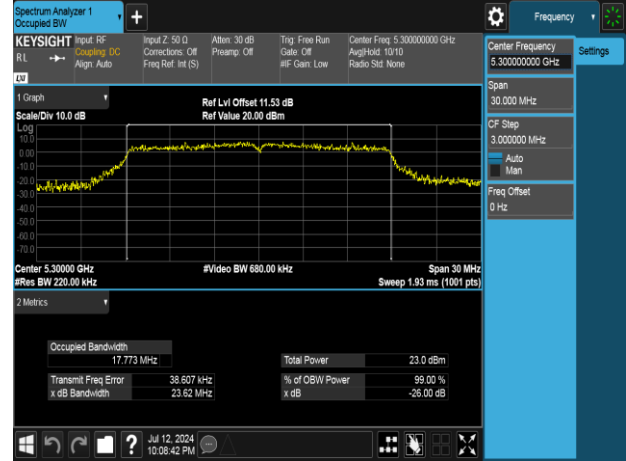 Spectrum Analyzer 1
Occupied BW
+
Frequency
KEYSIGHT
RL
LXI
Input: RF
Coupling: DC
Align: Auto
Input Z: 50 Ω
Corrections: Off
Freq Ref: Int (S)
Atten: 30 dB
Preamp: Off
Trig: Free Run
Gate: Off
#IF Gain: Low
Center Freq: 5.300000000 GHz
Avg|Hold: 10/10
Radio Std: None
Center Frequency
5.300000000 GHz
Settings
Span
30.000 MHz
CF Step
3.000000 MHz
Auto
Man
Freq Offset
0 Hz
1 Graph
Ref Lvl Offset 11.53 dB
Scale/Div 10.0 dB
Ref Value 20.00 dBm
Log
10.0
0.00
-10.0
-20.0
-30.0
-40.0
-50.0
-60.0
-70.0
Center 5.30000 GHz
#Video BW 680.00 kHz
Span 30 MHz
#Res BW 220.00 kHz
Sweep 1.93 ms (1001 pts)
2 Metrics
Occupied Bandwidth
17.773 MHz
Total Power
23.0 dBm
Transmit Freq Error
38.607 kHz
% of OBW Power
99.00 %
x dB Bandwidth
23.62 MHz
x dB
-26.00 dB
?
Jul 12, 2024
10:08:42 PM